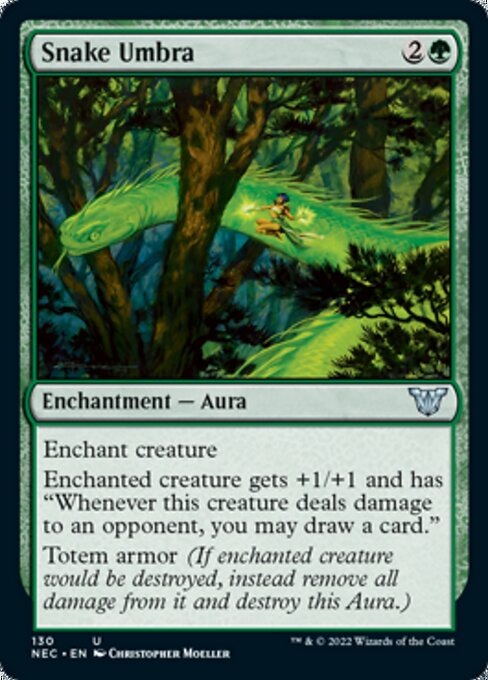 Snake Umbra 2
Enchantment — Aura
Enchant creature
Enchanted creature gets +1/+1 and has
“Whenever this creature deals damage
to an opponent, you may draw a card.”
Totem armor (If enchanted creature
would be destroyed, instead remove all
damage from it and destroy this Aura.)
130 U
NEC • EN Christopher Moeller
™ & © 2022 Wizards of the Coast